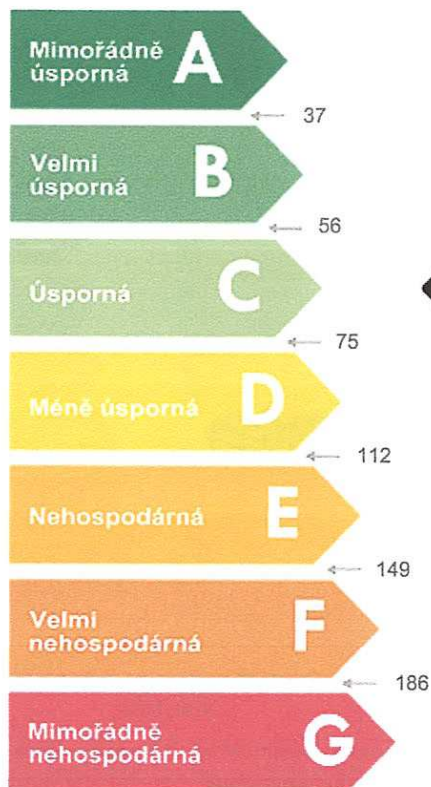 Mimořádně
úsporná
A
37
Velmi
úsporná
B
56
Úsporná
C
75
Méně úsporná
D
112
Nehospodárná
E
149
Velmi
nehospodárná
F
186
Mimořádně
nehospodárná
G